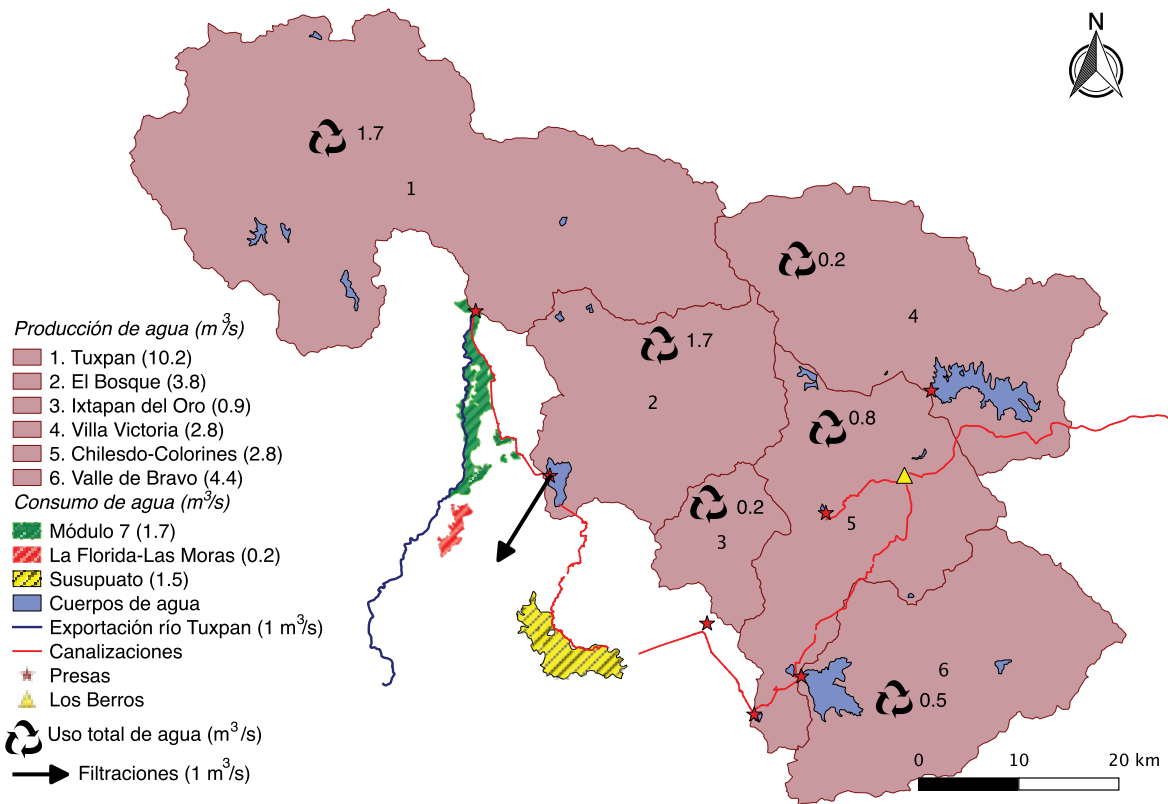 N
1.7
1
0.2
4
1.7
2
0.8
0.2
3
5
6
0.5
Producción de agua (m³/s)
1. Tuxpan (10.2)
2. El Bosque (3.8)
3. Ixtapan del Oro (0.9)
4. Villa Victoria (2.8)
5. Chilesdo-Colorines (2.8)
6. Valle de Bravo (4.4)
Consumo de agua (m³/s)
Módulo 7 (1.7)
La Florida-Las Moras (0.2)
Susupuato (1.5)
Cuerpos de agua
Exportación río Tuxpan (1 m³/s)
Canalizaciones
Presas
Los Berros
Uso total de agua (m³/s)
Filtraciones (1 m³/s)
0 10 20 km